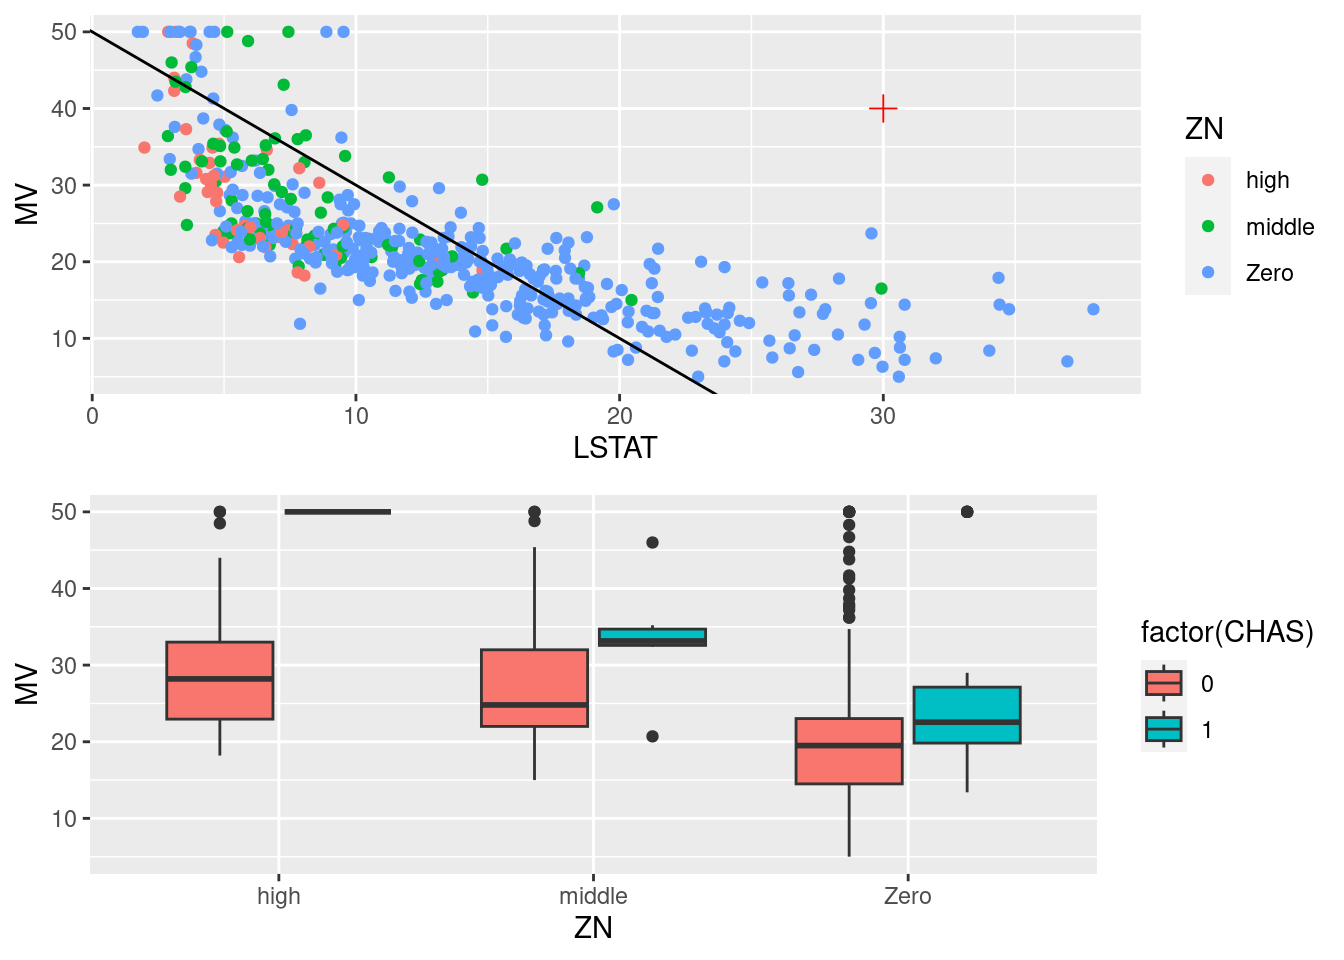 50
40
30
20
10
MV
0 10 20 30
LSTAT
ZN
high
middle
Zero
50
40
30
20
10
MV
high middle Zero
ZN
factor(CHAS)
0
1